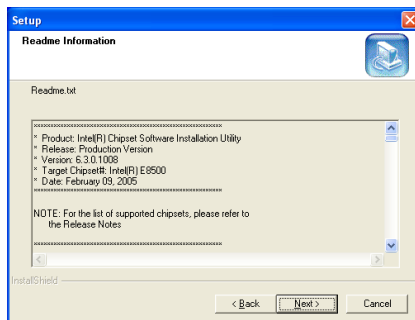 Setup
Readme Information
Readme.txt
**************************************************************
* Product: Intel(R) Chipset Software Installation Utility
* Release: Production Version
* Version: 6.3.0.1008
* Target Chipset#: Intel(R) E8500
* Date: February 09, 2005
**************************************************************
NOTE: For the list of supported chipsets, please refer to
the Release Notes
**************************************************************
InstallShield
< Back
Next >
Cancel